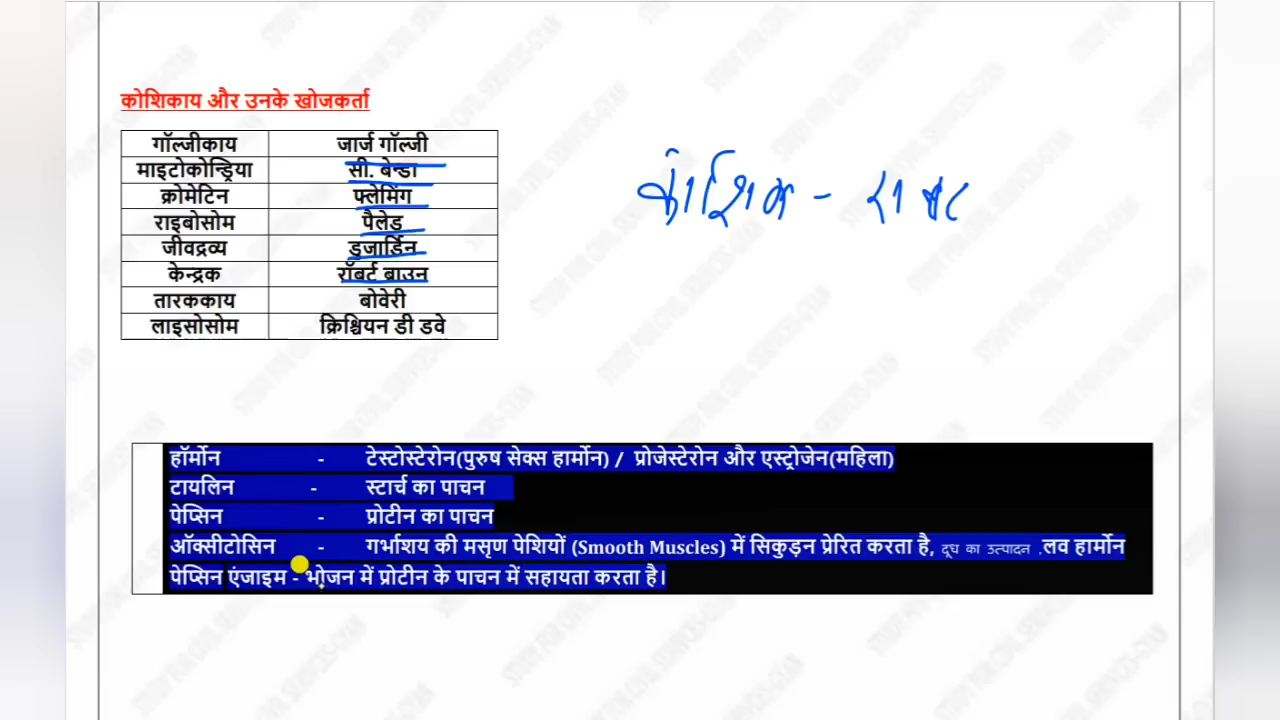 कोशिकाय और उनके खोजकर्ता
गॉल्जीकाय जार्ज गॉल्जी
माइटोकोन्ड्रिया सी. बेन्डा
क्रोमेटिन फ्लेमिंग
राइबोसोम पैलेड
जीवद्रव्य डुजार्डिन
केन्द्रक रॉबर्ट ब्राउन
तारककाय बोवेरी
लाइसोसोम क्रिश्चियन डी डवे
हॉर्मोन - टेस्टोस्टेरोन(पुरुष सेक्स हार्मोन) / प्रोजेस्टेरोन और एस्ट्रोजेन(महिला)
टायलिन - स्टार्च का पाचन
पेप्सिन - प्रोटीन का पाचन
ऑक्सीटोसिन - गर्भाशय की मसृण पेशियों (Smooth Muscles) में सिकुड़न प्रेरित करता है, दूध का उत्पादन .लव हार्मोन
पेप्सिन एंजाइम - भोजन में प्रोटीन के पाचन में सहायता करता है।